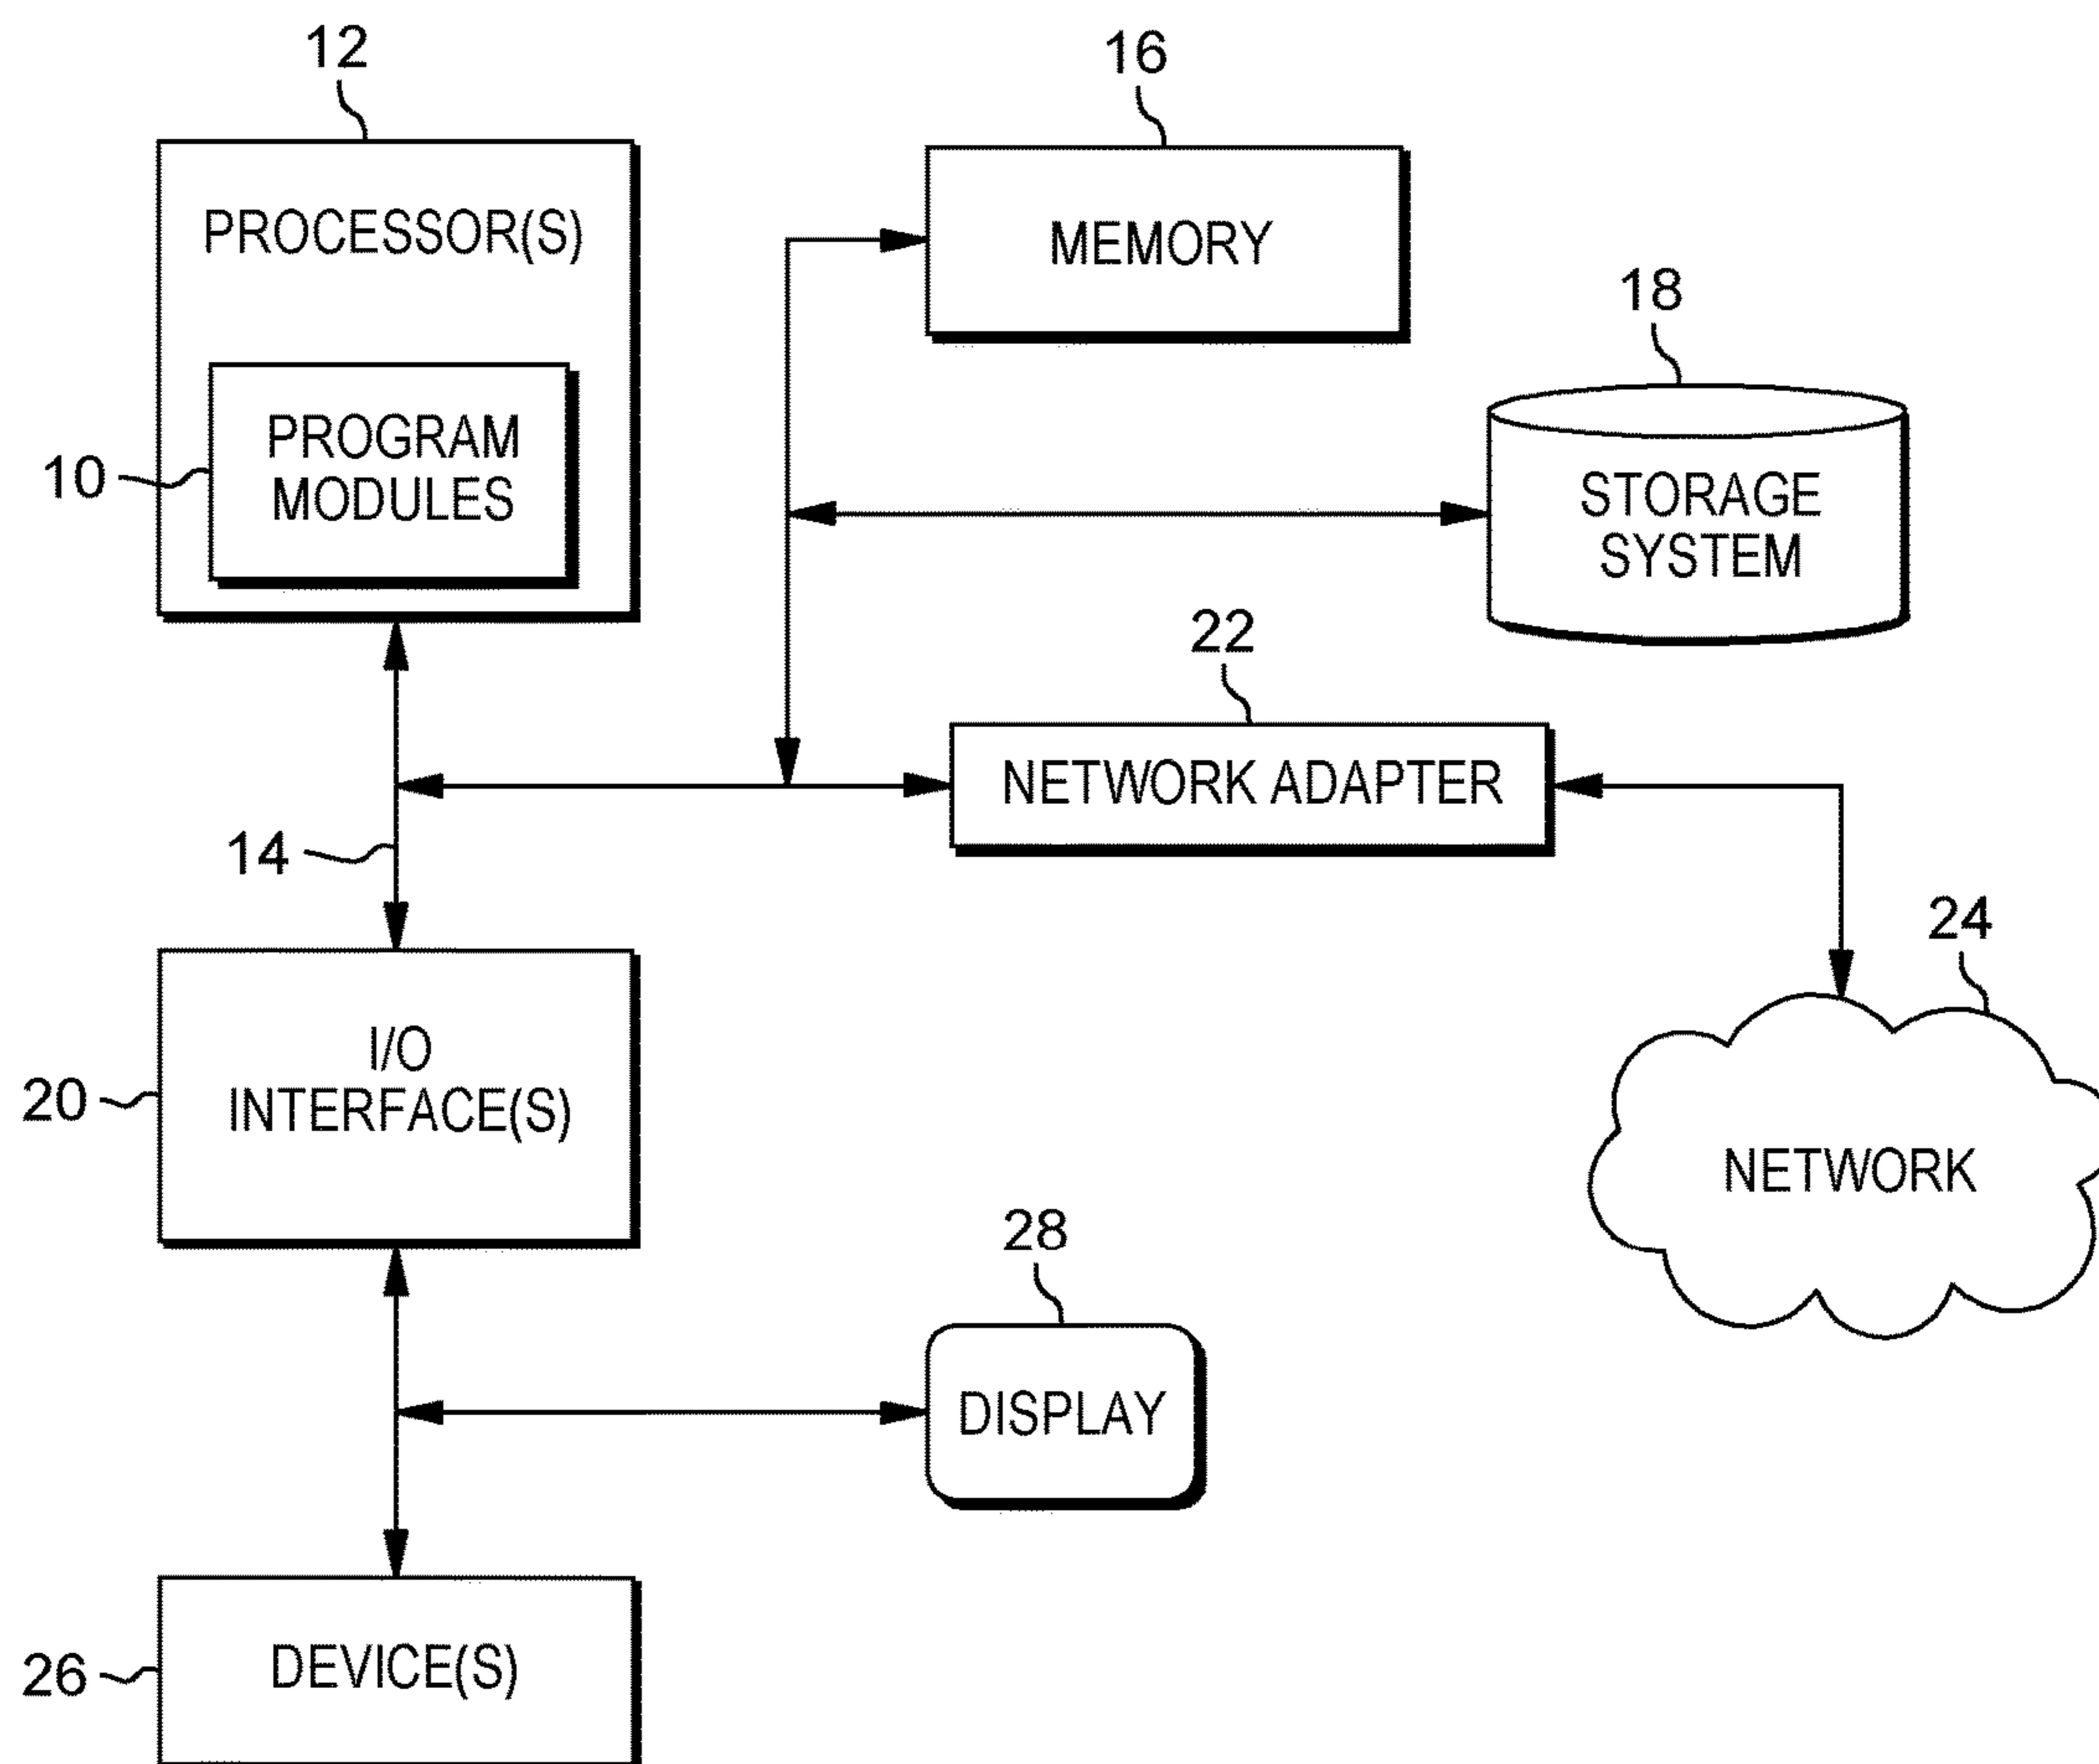 12
16
PROCESSOR(S)
MEMORY
18
PROGRAM
MODULES
10
STORAGE
SYSTEM
22
NETWORK ADAPTER
14
24
I/O
INTERFACE(S)
20
NETWORK
28
DISPLAY
DEVICE(S)
26